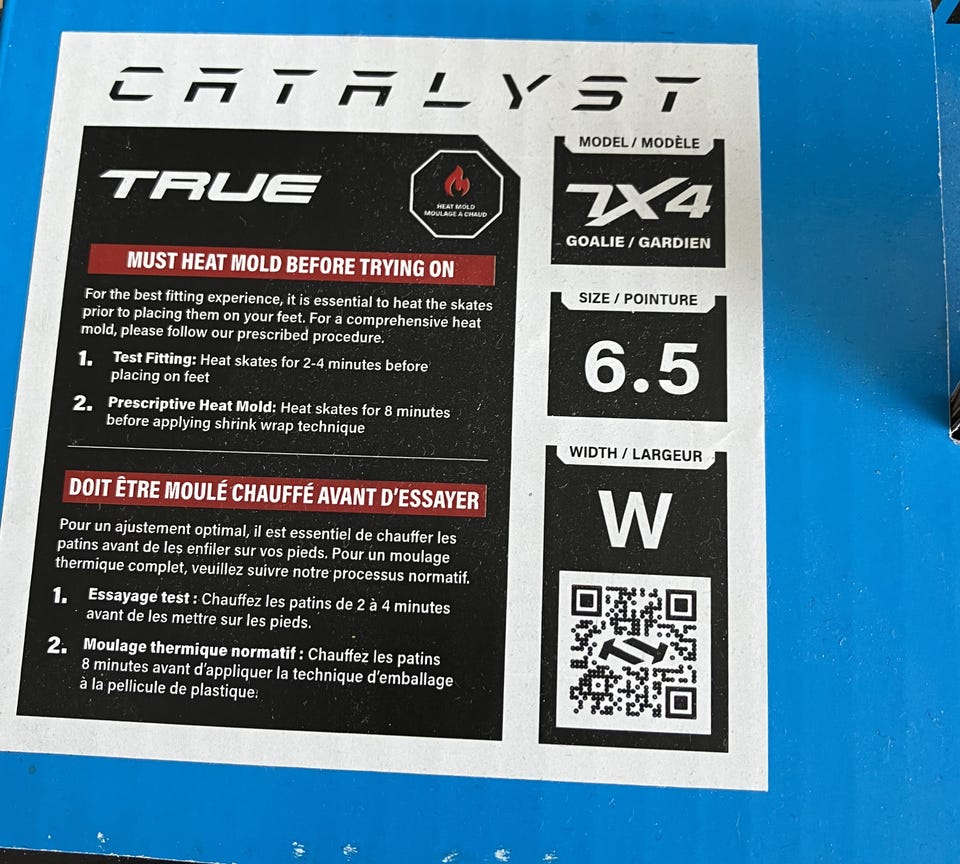 CATALYST
TRUE
HEAT MOLD
MOULAGE À CHAUD
MUST HEAT MOLD BEFORE TRYING ON
For the best fitting experience, it is essential to heat the skates
prior to placing them on your feet. For a comprehensive heat
mold, please follow our prescribed procedure.
1. Test Fitting: Heat skates for 2-4 minutes before
placing on feet
2. Prescriptive Heat Mold: Heat skates for 8 minutes
before applying shrink wrap technique
DOIT ÊTRE MOULÉ CHAUFFÉ AVANT D'ESSAYER
Pour un ajustement optimal, il est essentiel de chauffer les
patins avant de les enfiler sur vos pieds. Pour un moulage
thermique complet, veuillez suivre notre processus normatif.
1. Essayage test : Chauffez les patins de 2 à 4 minutes
avant de les mettre sur les pieds.
2. Moulage thermique normatif : Chauffez les patins
8 minutes avant d'appliquer la technique d'emballage
à la pellicule de plastique.
MODEL / MODÈLE
7X4
GOALIE / GARDIEN
SIZE / POINTURE
6.5
WIDTH / LARGEUR
W